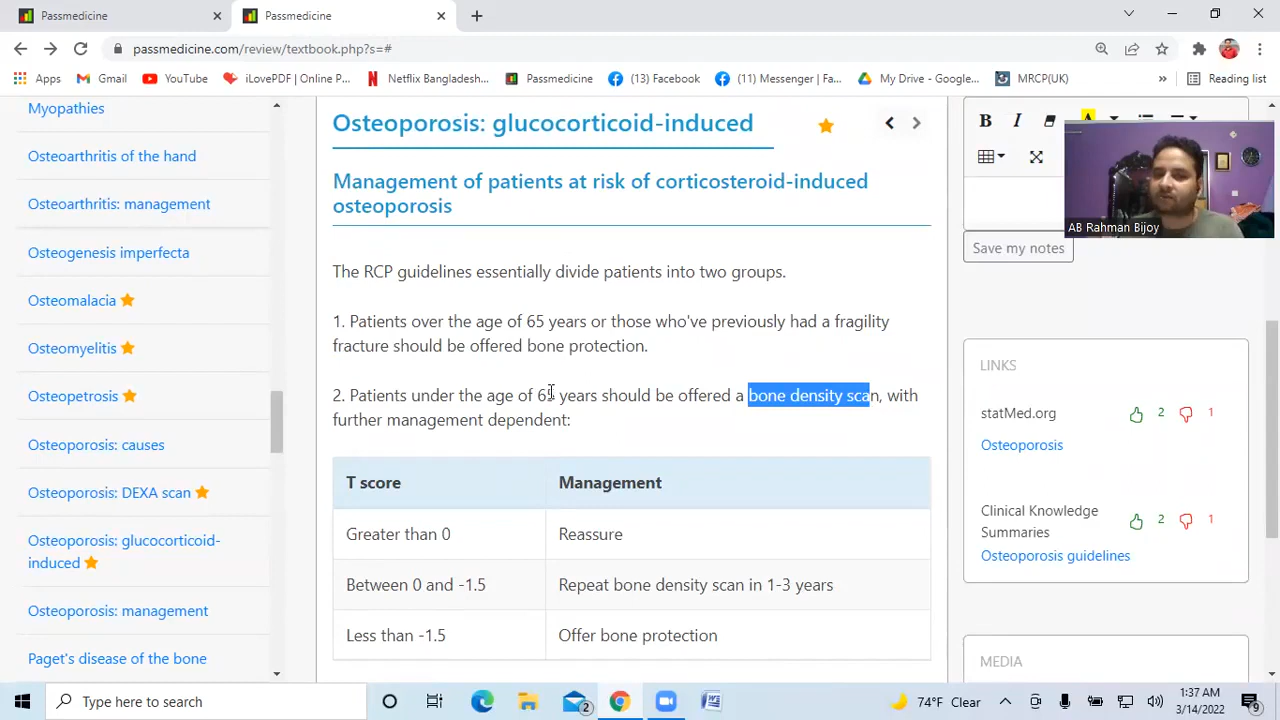 Passmedicine
Passmedicine
passmedicine.com/review/textbook.php?s=#
Apps
Gmail
YouTube
iLovePDF | Online P...
Netflix Bangladesh...
Passmedicine
(13) Facebook
(11) Messenger | Fa...
My Drive - Google...
MRCP(UK)
»
Reading list
Myopathies
Osteoarthritis of the hand
Osteoarthritis: management
Osteogenesis imperfecta
Osteomalacia
Osteomyelitis
Osteopetrosis
Osteoporosis: causes
Osteoporosis: DEXA scan
Osteoporosis: glucocorticoid-
induced
Osteoporosis: management
Paget's disease of the bone
Osteoporosis: glucocorticoid-induced
Management of patients at risk of corticosteroid-induced
osteoporosis
The RCP guidelines essentially divide patients into two groups.
1. Patients over the age of 65 years or those who've previously had a fragility
fracture should be offered bone protection.
2. Patients under the age of 65 years should be offered a bone density scan, with
further management dependent:
T score Management
Greater than 0 Reassure
Between 0 and -1.5 Repeat bone density scan in 1-3 years
Less than -1.5 Offer bone protection
B I A
AB Rahman Bijoy
Save my notes
LINKS
statMed.org 2 1
Osteoporosis
Clinical Knowledge
Summaries 2 1
Osteoporosis guidelines
MEDIA
Type here to search
2
W
74°F Clear
1:37 AM
3/14/2022
9